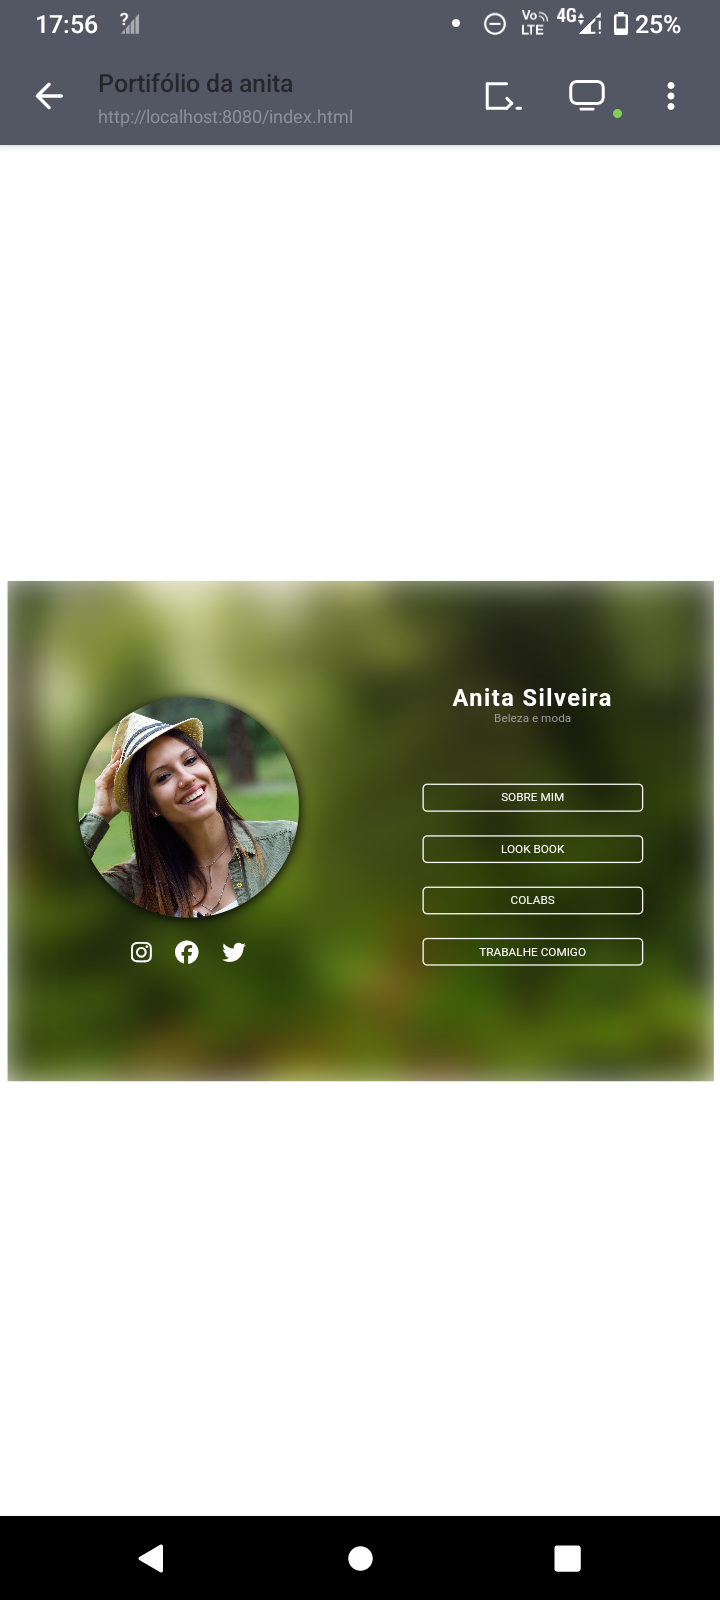 17:56
?
Vo LTE
4G
25%
Portifólio da anita
http://localhost:8080/index.html
Anita Silveira
Beleza e moda
SOBRE MIM
LOOK BOOK
COLABS
TRABALHE COMIGO